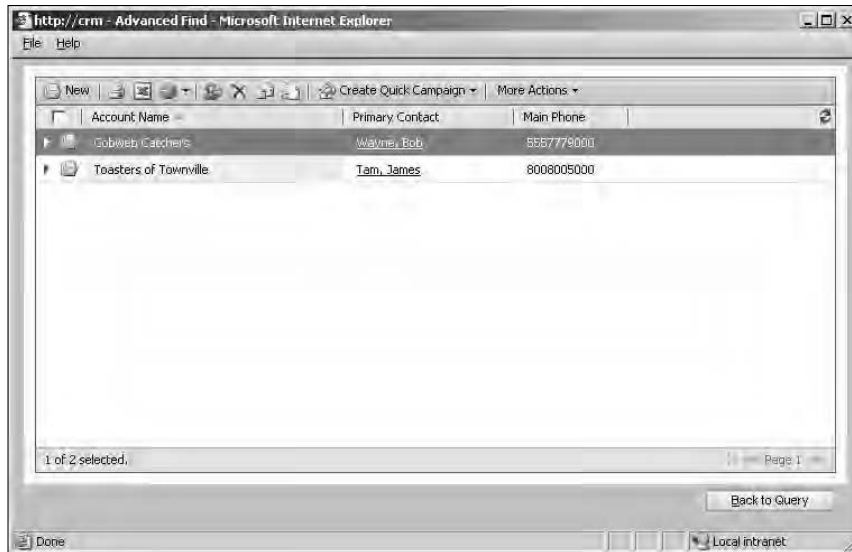 http://crm - Advanced Find - Microsoft Internet Explorer
File Help
New Create Quick Campaign More Actions
Account Name Primary Contact Main Phone
Cobweb Catchers Wayne, Bob 5557779000
Toasters of Townville Tam, James 8008005000
1 of 2 selected. Page 1
Back to Query
Done Local intranet